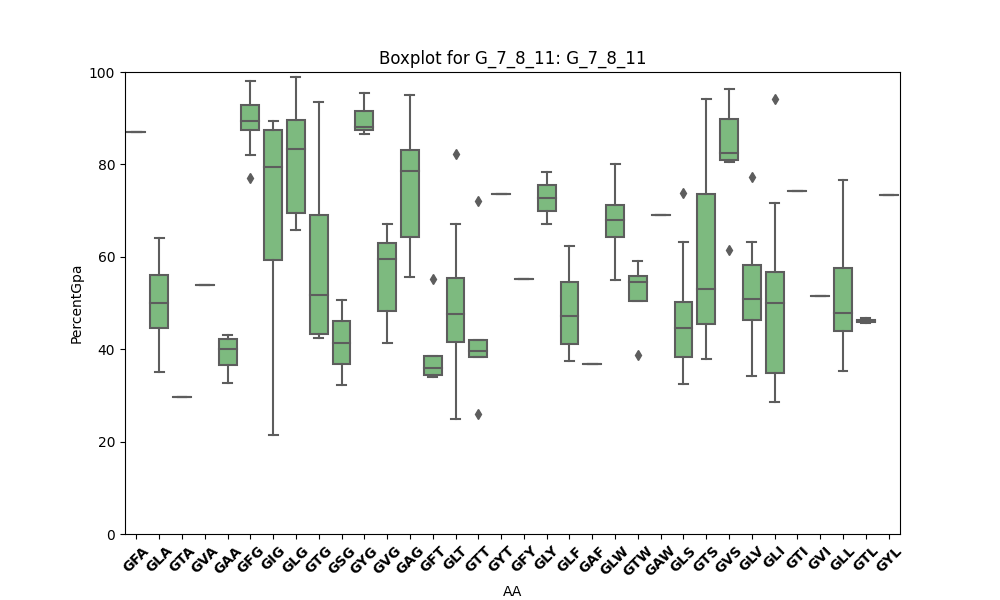 Boxplot for G_7_8_11: G_7_8_11
PercentGpa
100
80
60
40
20
0
GFA GLA GTA GVA GAA GFG GIG GLG GTG GSG GYG GVG GAG GFT GLT GTT GYT GFY GLY GLF GAF GLW GTW GAW GLS GTS GVS GLV GLI GTI GVI GLL GTL GYL
AA